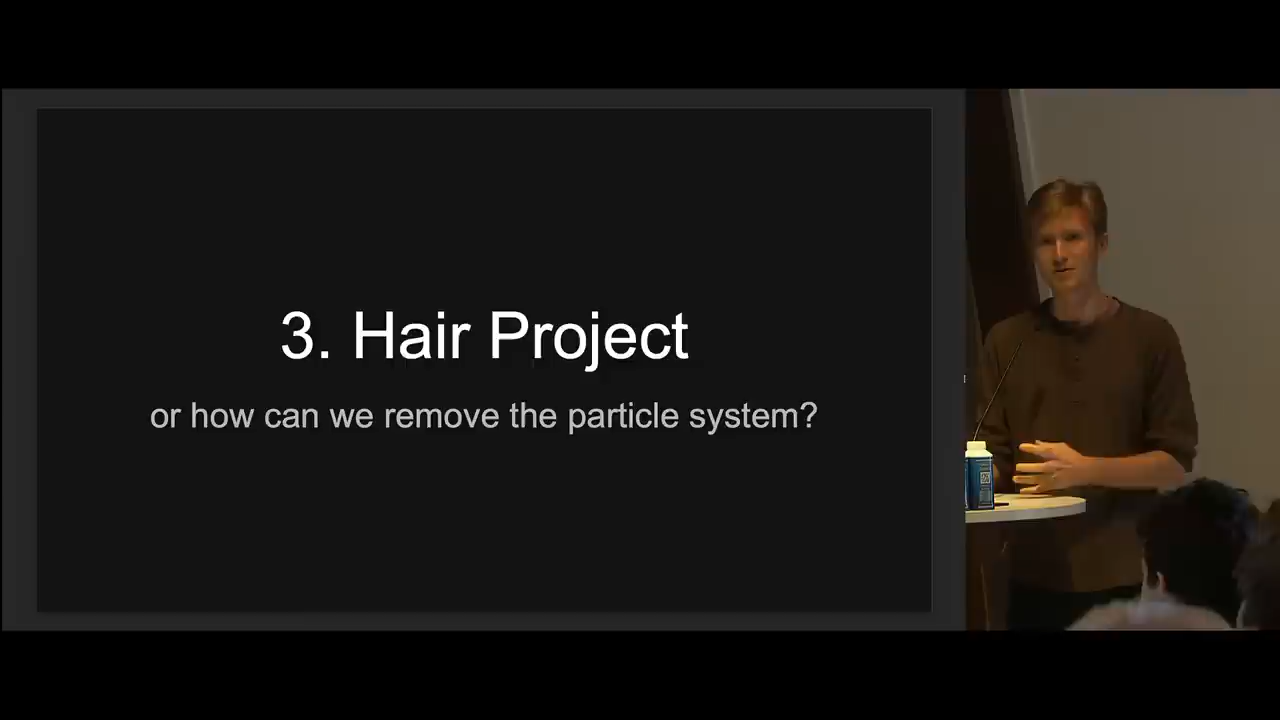 3. Hair Project
or how can we remove the particle system?